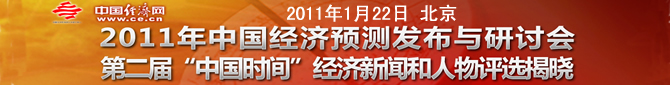 中国经济网
www.ce.cn
2011年1月22日 北京
2011年中国经济预测发布与研讨会
第二届“中国时间”经济新闻和人物评选揭晓